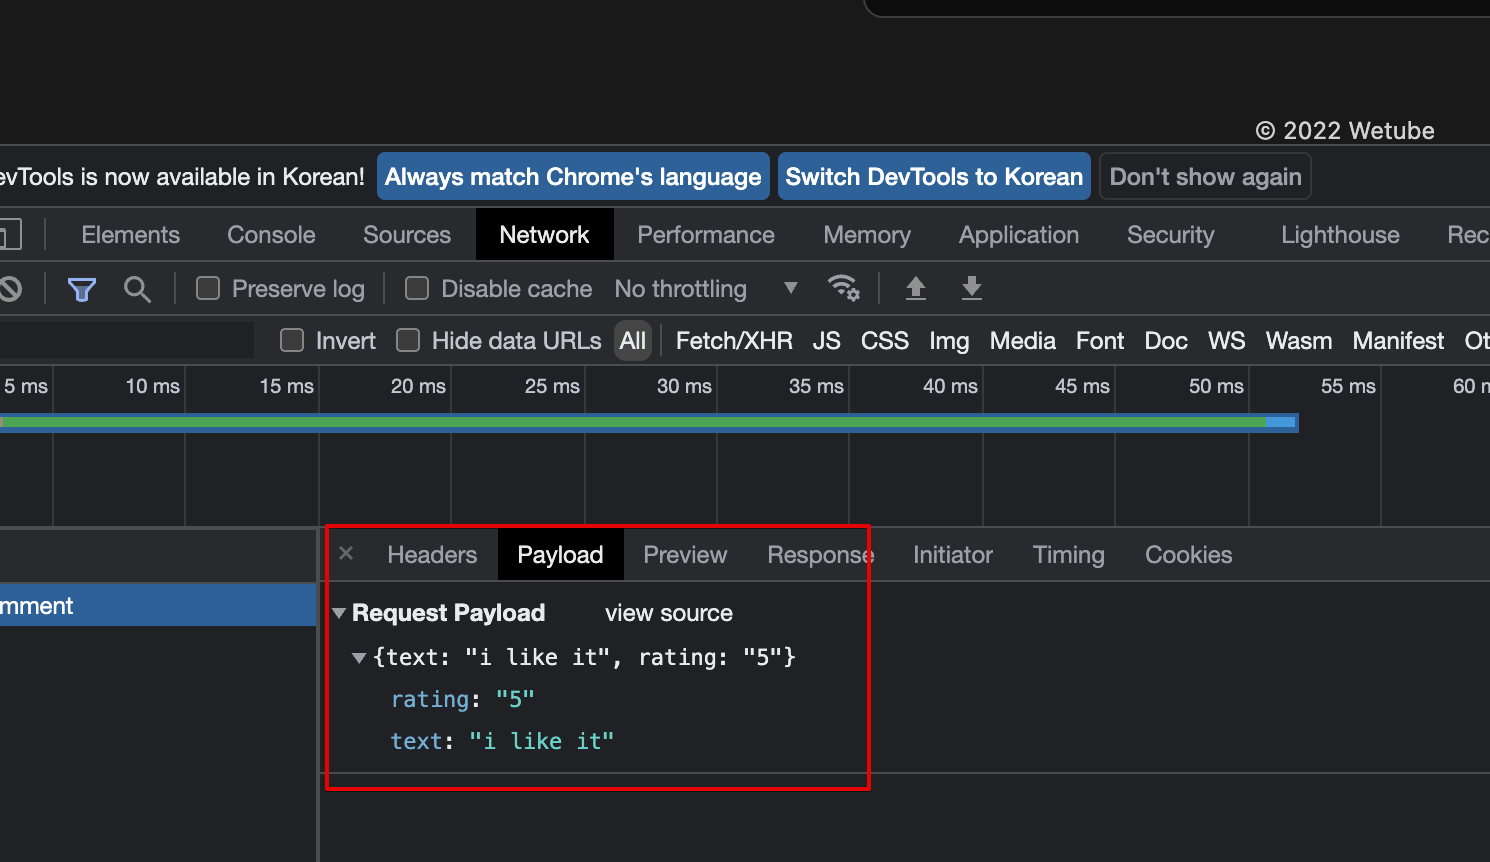 © 2022 Wetube
evTools is now available in Korean! Always match Chrome's language Switch DevTools to Korean Don't show again
Elements Console Sources Network Performance Memory Application Security Lighthouse Rec
Preserve log Disable cache No throttling
Invert Hide data URLs All Fetch/XHR JS CSS Img Media Font Doc WS Wasm Manifest Ot
5 ms 10 ms 15 ms 20 ms 25 ms 30 ms 35 ms 40 ms 45 ms 50 ms 55 ms 60 m
× Headers Payload Preview Response Initiator Timing Cookies
mment
Request Payload view source
{text: "i like it", rating: "5"}
rating: "5"
text: "i like it"